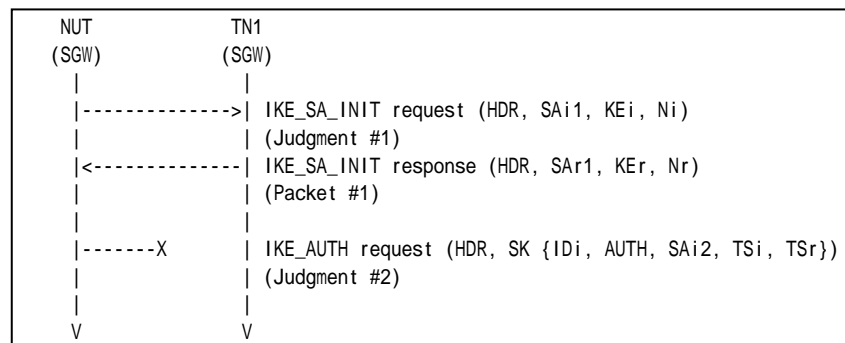 NUT TN1
(SGW) (SGW)
| |
|-------------->| IKE_SA_INIT request (HDR, SAi1, KEi, Ni)
| | (Judgment #1)
|<--------------| IKE_SA_INIT response (HDR, SAr1, KEr, Nr)
| | (Packet #1)
| |
|-------X | IKE_AUTH request (HDR, SK {IDi, AUTH, SAi2, TSi, TSr})
| | (Judgment #2)
| |
V V